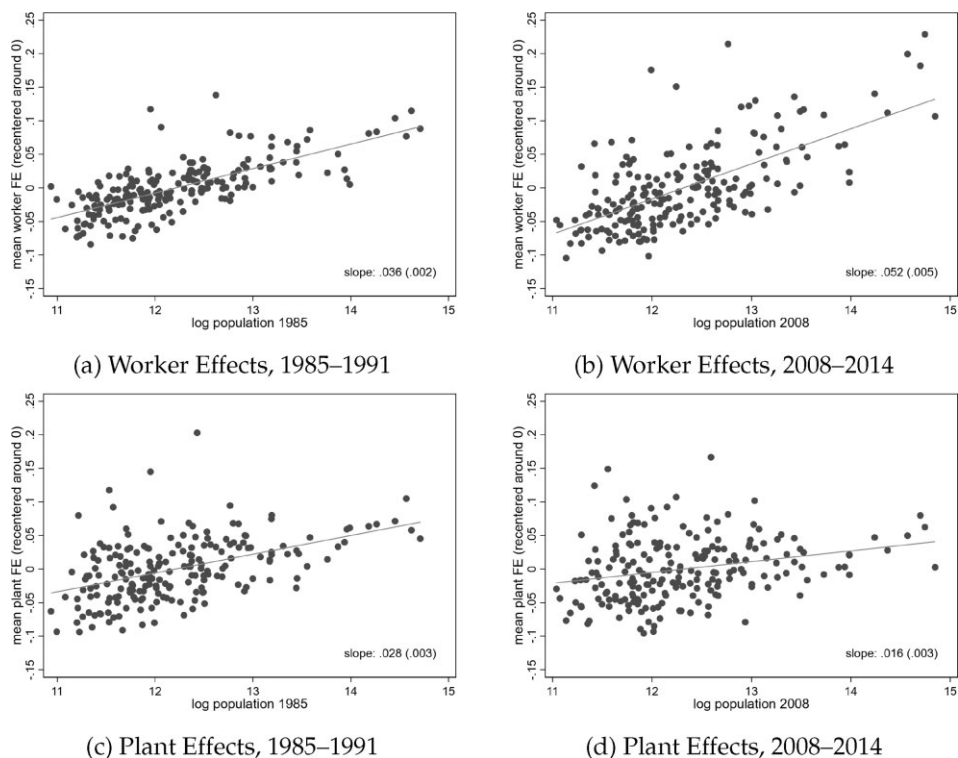 mean worker FE (recentered around 0)
.25
.2
.15
.1
.05
0
-.05
-.1
-.15
slope: .036 (.002)
11 12 13 14 15
log population 1985
(a) Worker Effects, 1985–1991
mean worker FE (recentered around 0)
.25
.2
.15
.1
.05
0
-.05
-.1
-.15
slope: .052 (.005)
11 12 13 14 15
log population 2008
(b) Worker Effects, 2008–2014
mean plant FE (recentered around 0)
.25
.2
.15
.1
.05
0
-.05
-.1
-.15
slope: .028 (.003)
11 12 13 14 15
log population 1985
(c) Plant Effects, 1985–1991
mean plant FE (recentered around 0)
.25
.2
.15
.1
.05
0
-.05
-.1
-.15
slope: .016 (.003)
11 12 13 14 15
log population 2008
(d) Plant Effects, 2008–2014